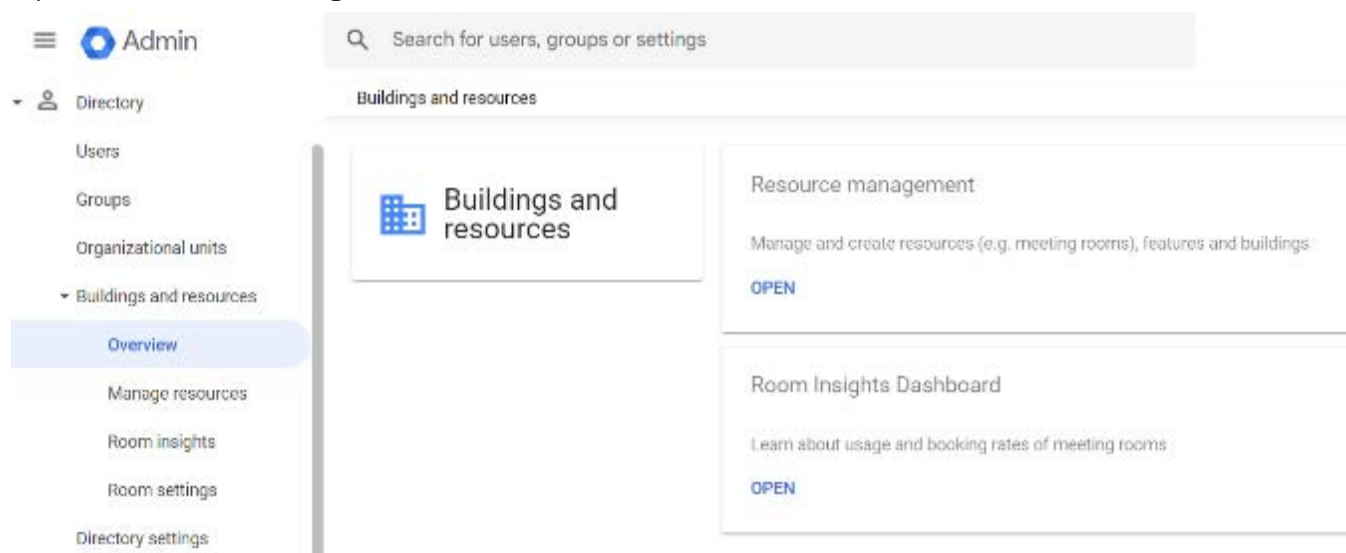 Admin
Search for users, groups or settings
Directory
Buildings and resources
Users
Groups
Organizational units
Buildings and resources
Overview
Manage resources
Room insights
Room settings
Directory settings
Buildings and
resources
Resource management
Manage and create resources (e.g. meeting rooms), features and buildings
OPEN
Room Insights Dashboard
Learn about usage and booking rates of meeting rooms
OPEN